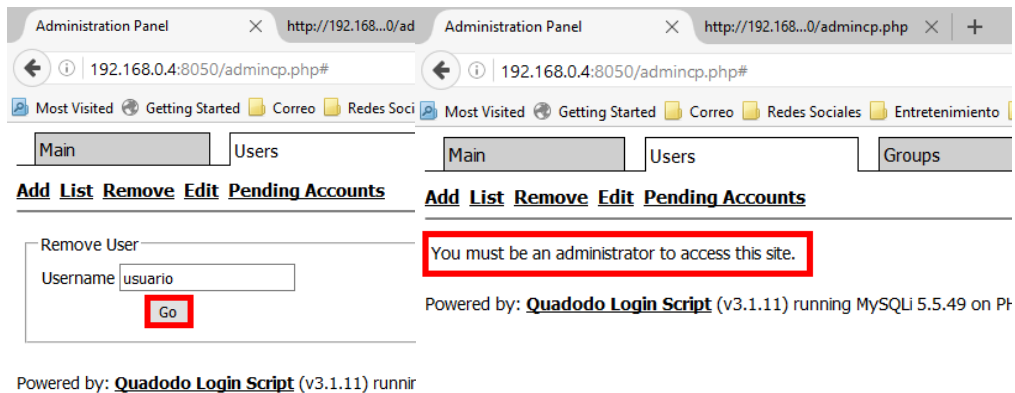 Administration Panel
http://192.168...0/ad
192.168.0.4:8050/admincp.php#
Most Visited Getting Started Correo Redes Soci
Main Users
Add List Remove Edit Pending Accounts
Remove User
Username usuario
Go
Powered by: Quadodo Login Script (v3.1.11) runnin
Administration Panel
http://192.168...0/admincp.php
192.168.0.4:8050/admincp.php#
Most Visited Getting Started Correo Redes Sociales Entretenimiento
Main Users Groups
Add List Remove Edit Pending Accounts
You must be an administrator to access this site.
Powered by: Quadodo Login Script (v3.1.11) running MySQLi 5.5.49 on PH